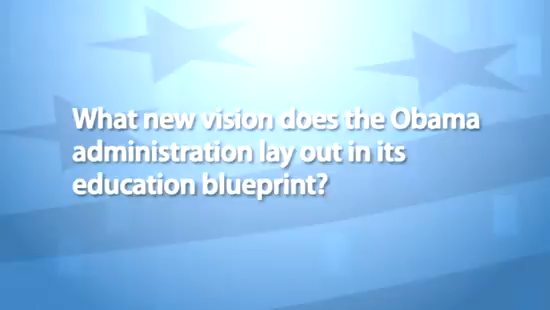 What new vision does the Obama
administration lay out in its
education blueprint?